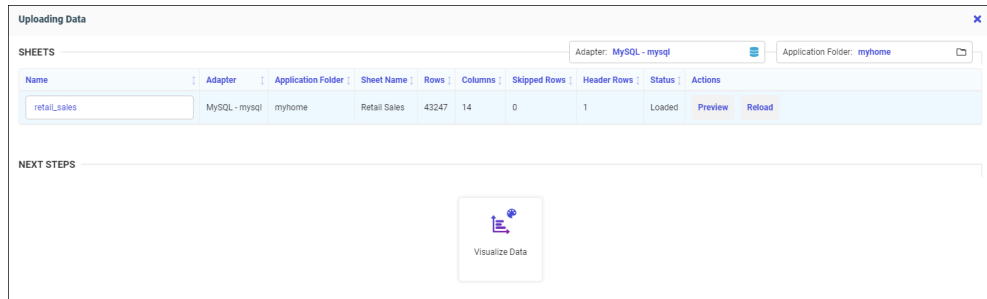 Uploading Data
SHEETS
Adapter: MySQL - mysql
Application Folder: myhome
Name Adapter Application Folder Sheet Name Rows Columns Skipped Rows Header Rows Status Actions
retail_sales MySQL - mysql myhome Retail Sales 43247 14 0 1 Loaded Preview Reload
NEXT STEPS
Visualize Data